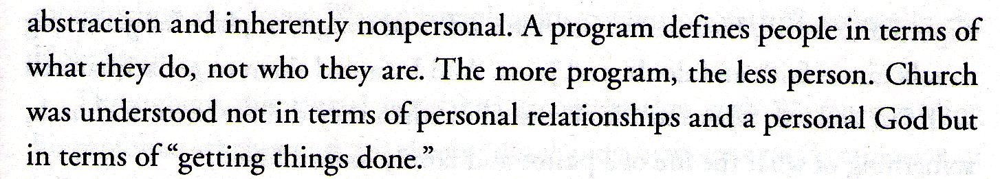 abstraction and inherently nonpersonal. A program defines people in terms of
what they do, not who they are. The more program, the less person. Church
was understood not in terms of personal relationships and a personal God but
in terms of “getting things done.”